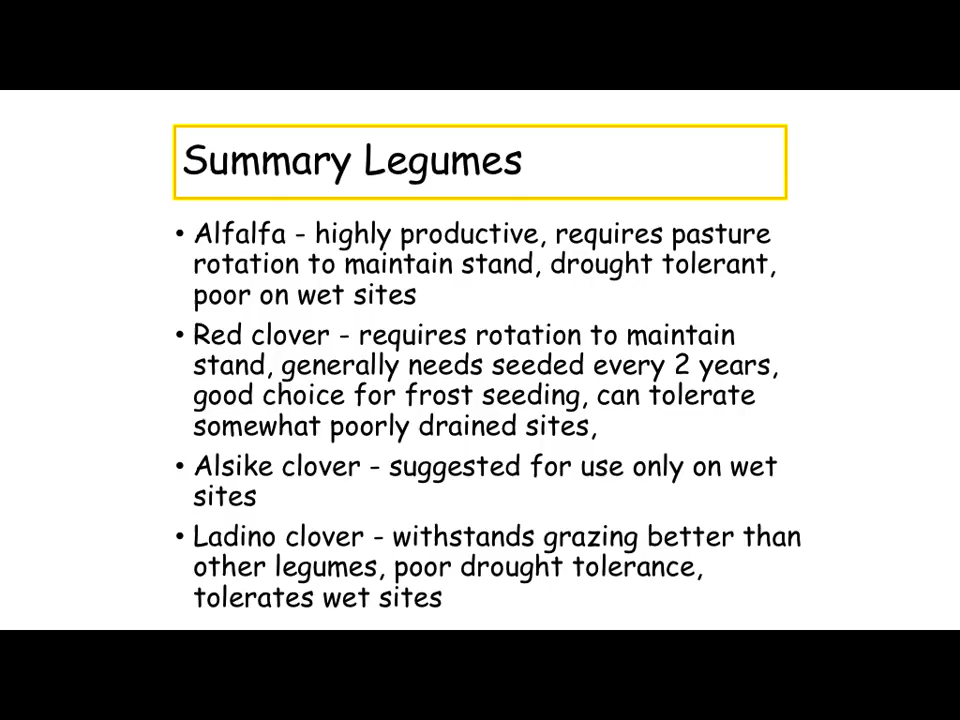 Summary Legumes
• Alfalfa - highly productive, requires pasture
rotation to maintain stand, drought tolerant,
poor on wet sites
• Red clover - requires rotation to maintain
stand, generally needs seeded every 2 years,
good choice for frost seeding, can tolerate
somewhat poorly drained sites,
• Alsike clover - suggested for use only on wet
sites
• Ladino clover - withstands grazing better than
other legumes, poor drought tolerance,
tolerates wet sites